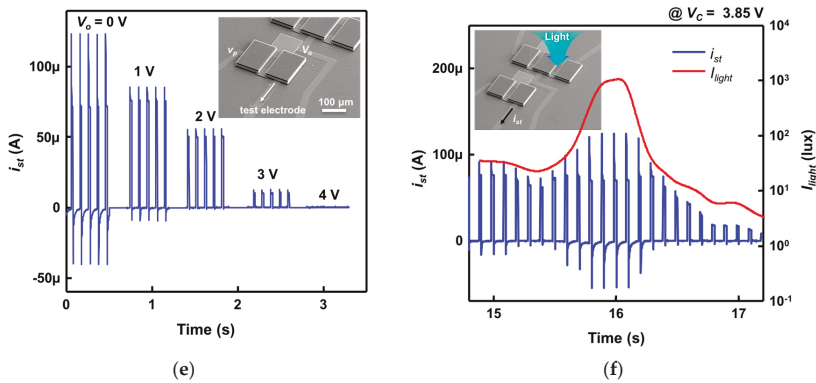 V_o = 0 V
1 V
2 V
3 V
4 V
v_p
V_o
test electrode
100 μm
100μ
50μ
0
-50μ
i_st (A)
0
1
2
3
Time (s)
(e)
@ V_C = 3.85 V
Light
i_st
i_st
I_light
200μ
100μ
0
i_st (A)
10^4
10^3
10^2
10^1
10^0
10^-1
I_light (lux)
15
16
17
Time (s)
(f)